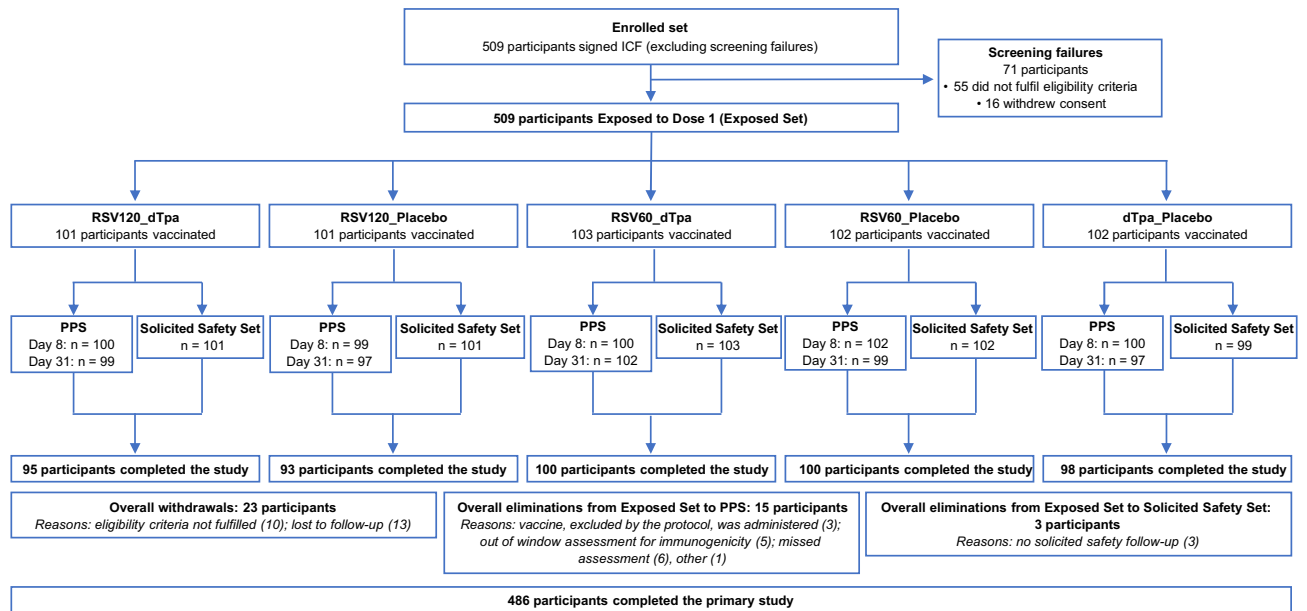 Enrolled set
509 participants signed ICF (excluding screening failures)
Screening failures
71 participants
• 55 did not fulfil eligibility criteria
• 16 withdrew consent
509 participants Exposed to Dose 1 (Exposed Set)
RSV120_dTpa
101 participants vaccinated
RSV120_Placebo
101 participants vaccinated
RSV60_dTpa
103 participants vaccinated
RSV60_Placebo
102 participants vaccinated
dTpa_Placebo
102 participants vaccinated
PPS
Day 8: n = 100
Day 31: n = 99
Solicited Safety Set
n = 101
PPS
Day 8: n = 99
Day 31: n = 97
Solicited Safety Set
n = 101
PPS
Day 8: n = 100
Day 31: n = 102
Solicited Safety Set
n = 103
PPS
Day 8: n = 102
Day 31: n = 99
Solicited Safety Set
n = 102
PPS
Day 8: n = 100
Day 31: n = 97
Solicited Safety Set
n = 99
95 participants completed the study
93 participants completed the study
100 participants completed the study
100 participants completed the study
98 participants completed the study
Overall withdrawals: 23 participants
Reasons: eligibility criteria not fulfilled (10); lost to follow-up (13)
Overall eliminations from Exposed Set to PPS: 15 participants
Reasons: vaccine, excluded by the protocol, was administered (3);
out of window assessment for immunogenicity (5); missed
assessment (6), other (1)
Overall eliminations from Exposed Set to Solicited Safety Set:
3 participants
Reasons: no solicited safety follow-up (3)
486 participants completed the primary study